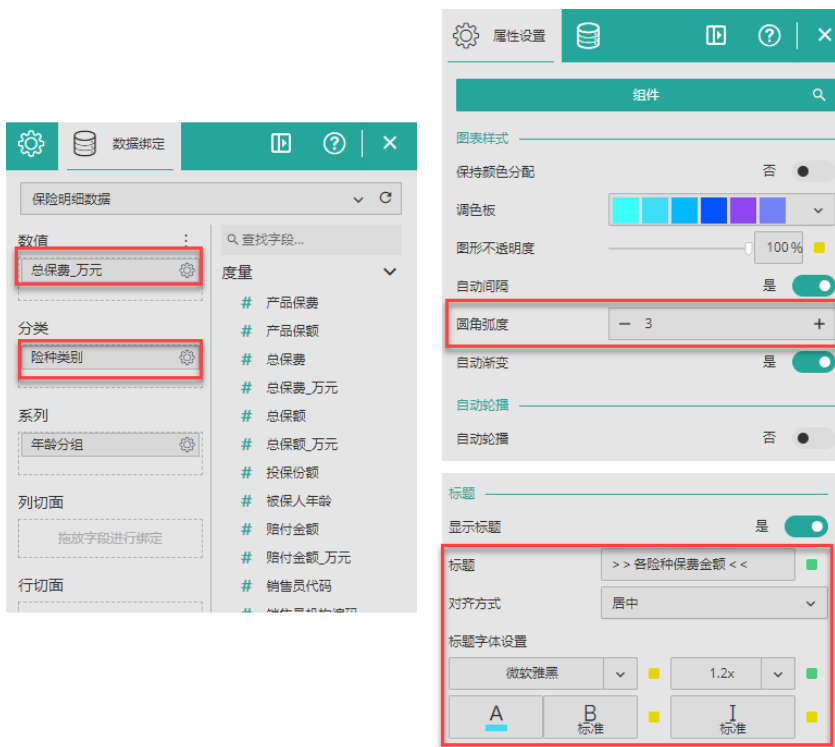 数据绑定
保险明细数据
数值
总保费_万元
分类
险种类别
系列
年龄分组
列切面
拖放字段进行绑定
行切面
查找字段...
度量
# 产品保费
# 产品保额
# 总保费
# 总保费_万元
# 总保额
# 总保额_万元
# 投保份额
# 被保人年龄
# 赔付金额
# 赔付金额_万元
# 销售员代码
属性设置
组件
图表样式
保持颜色分配 否
调色板
图形不透明度 100 %
自动间隔 是
圆角弧度 − 3 +
自动渐变 是
自动轮播
自动轮播 否
标题
显示标题 是
标题 > > 各险种保费金额 < <
对齐方式 居中
标题字体设置
微软雅黑 1.2x
A B I
标准 标准